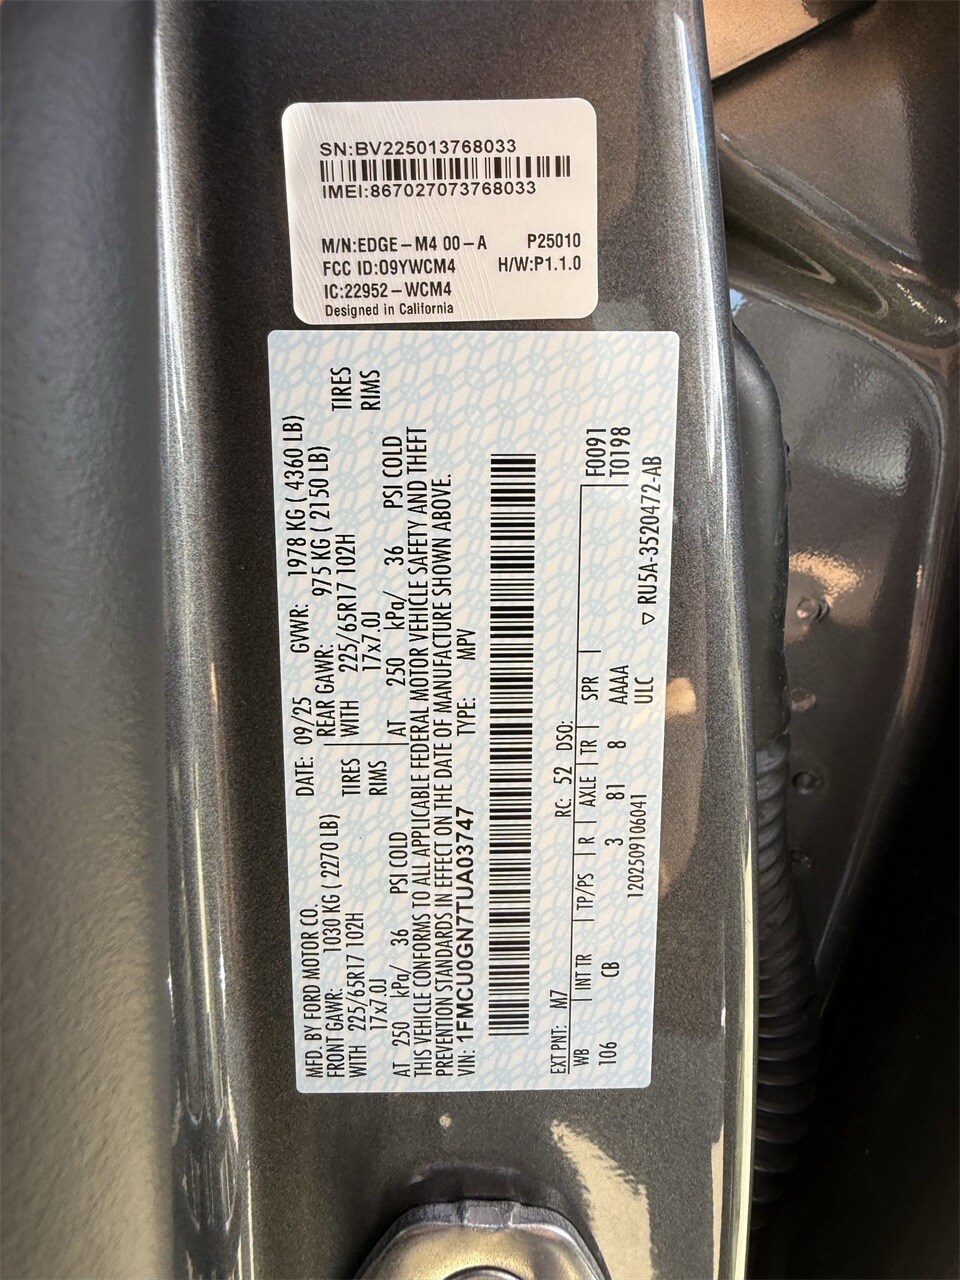 SN:BV225013768033
IMEI:867027073768033
M/N:EDGE-M4 00-A P25010
FCC ID:O9YWCM4 H/W:P1.1.0
IC:22952-WCM4
Designed in California
MFD. BY FORD MOTOR CO. DATE: 09/25 GVWR: 1978 KG ( 4360 LB)
FRONT GAWR: 1030 KG ( 2270 LB) REAR GAWR: 975 KG ( 2150 LB)
WITH 225/65R17 102H TIRES WITH 225/65R17 102H TIRES
17x7.0J RIMS 17x7.0J RIMS
AT 250 kPa/ 36 PSI COLD AT 250 kPa/ 36 PSI COLD
THIS VEHICLE CONFORMS TO ALL APPLICABLE FEDERAL MOTOR VEHICLE SAFETY AND THEFT
PREVENTION STANDARDS IN EFFECT ON THE DATE OF MANUFACTURE SHOWN ABOVE.
VIN: 1FMCU0GN7TUA03747 TYPE: MPV
EXT PNT: M7 RC: 52 DSO:
WB INT TR TP/PS R AXLE TR SPR F0091
106 CB 3 81 8 AAAA T0198
ULC
1202509106041 RU5A-3520472-AB